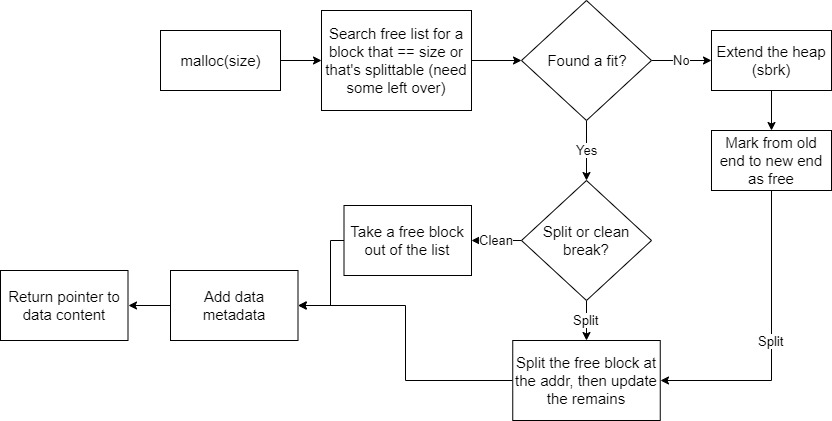 malloc(size)
Search free list for a
block that == size or
that's splittable (need
some left over)
Found a fit?
No
Extend the heap
(sbrk)
Mark from old
end to new end
as free
Yes
Split or clean
break?
Clean
Take a free block
out of the list
Add data
metadata
Return pointer to
data content
Split
Split
Split the free block at
the addr, then update
the remains